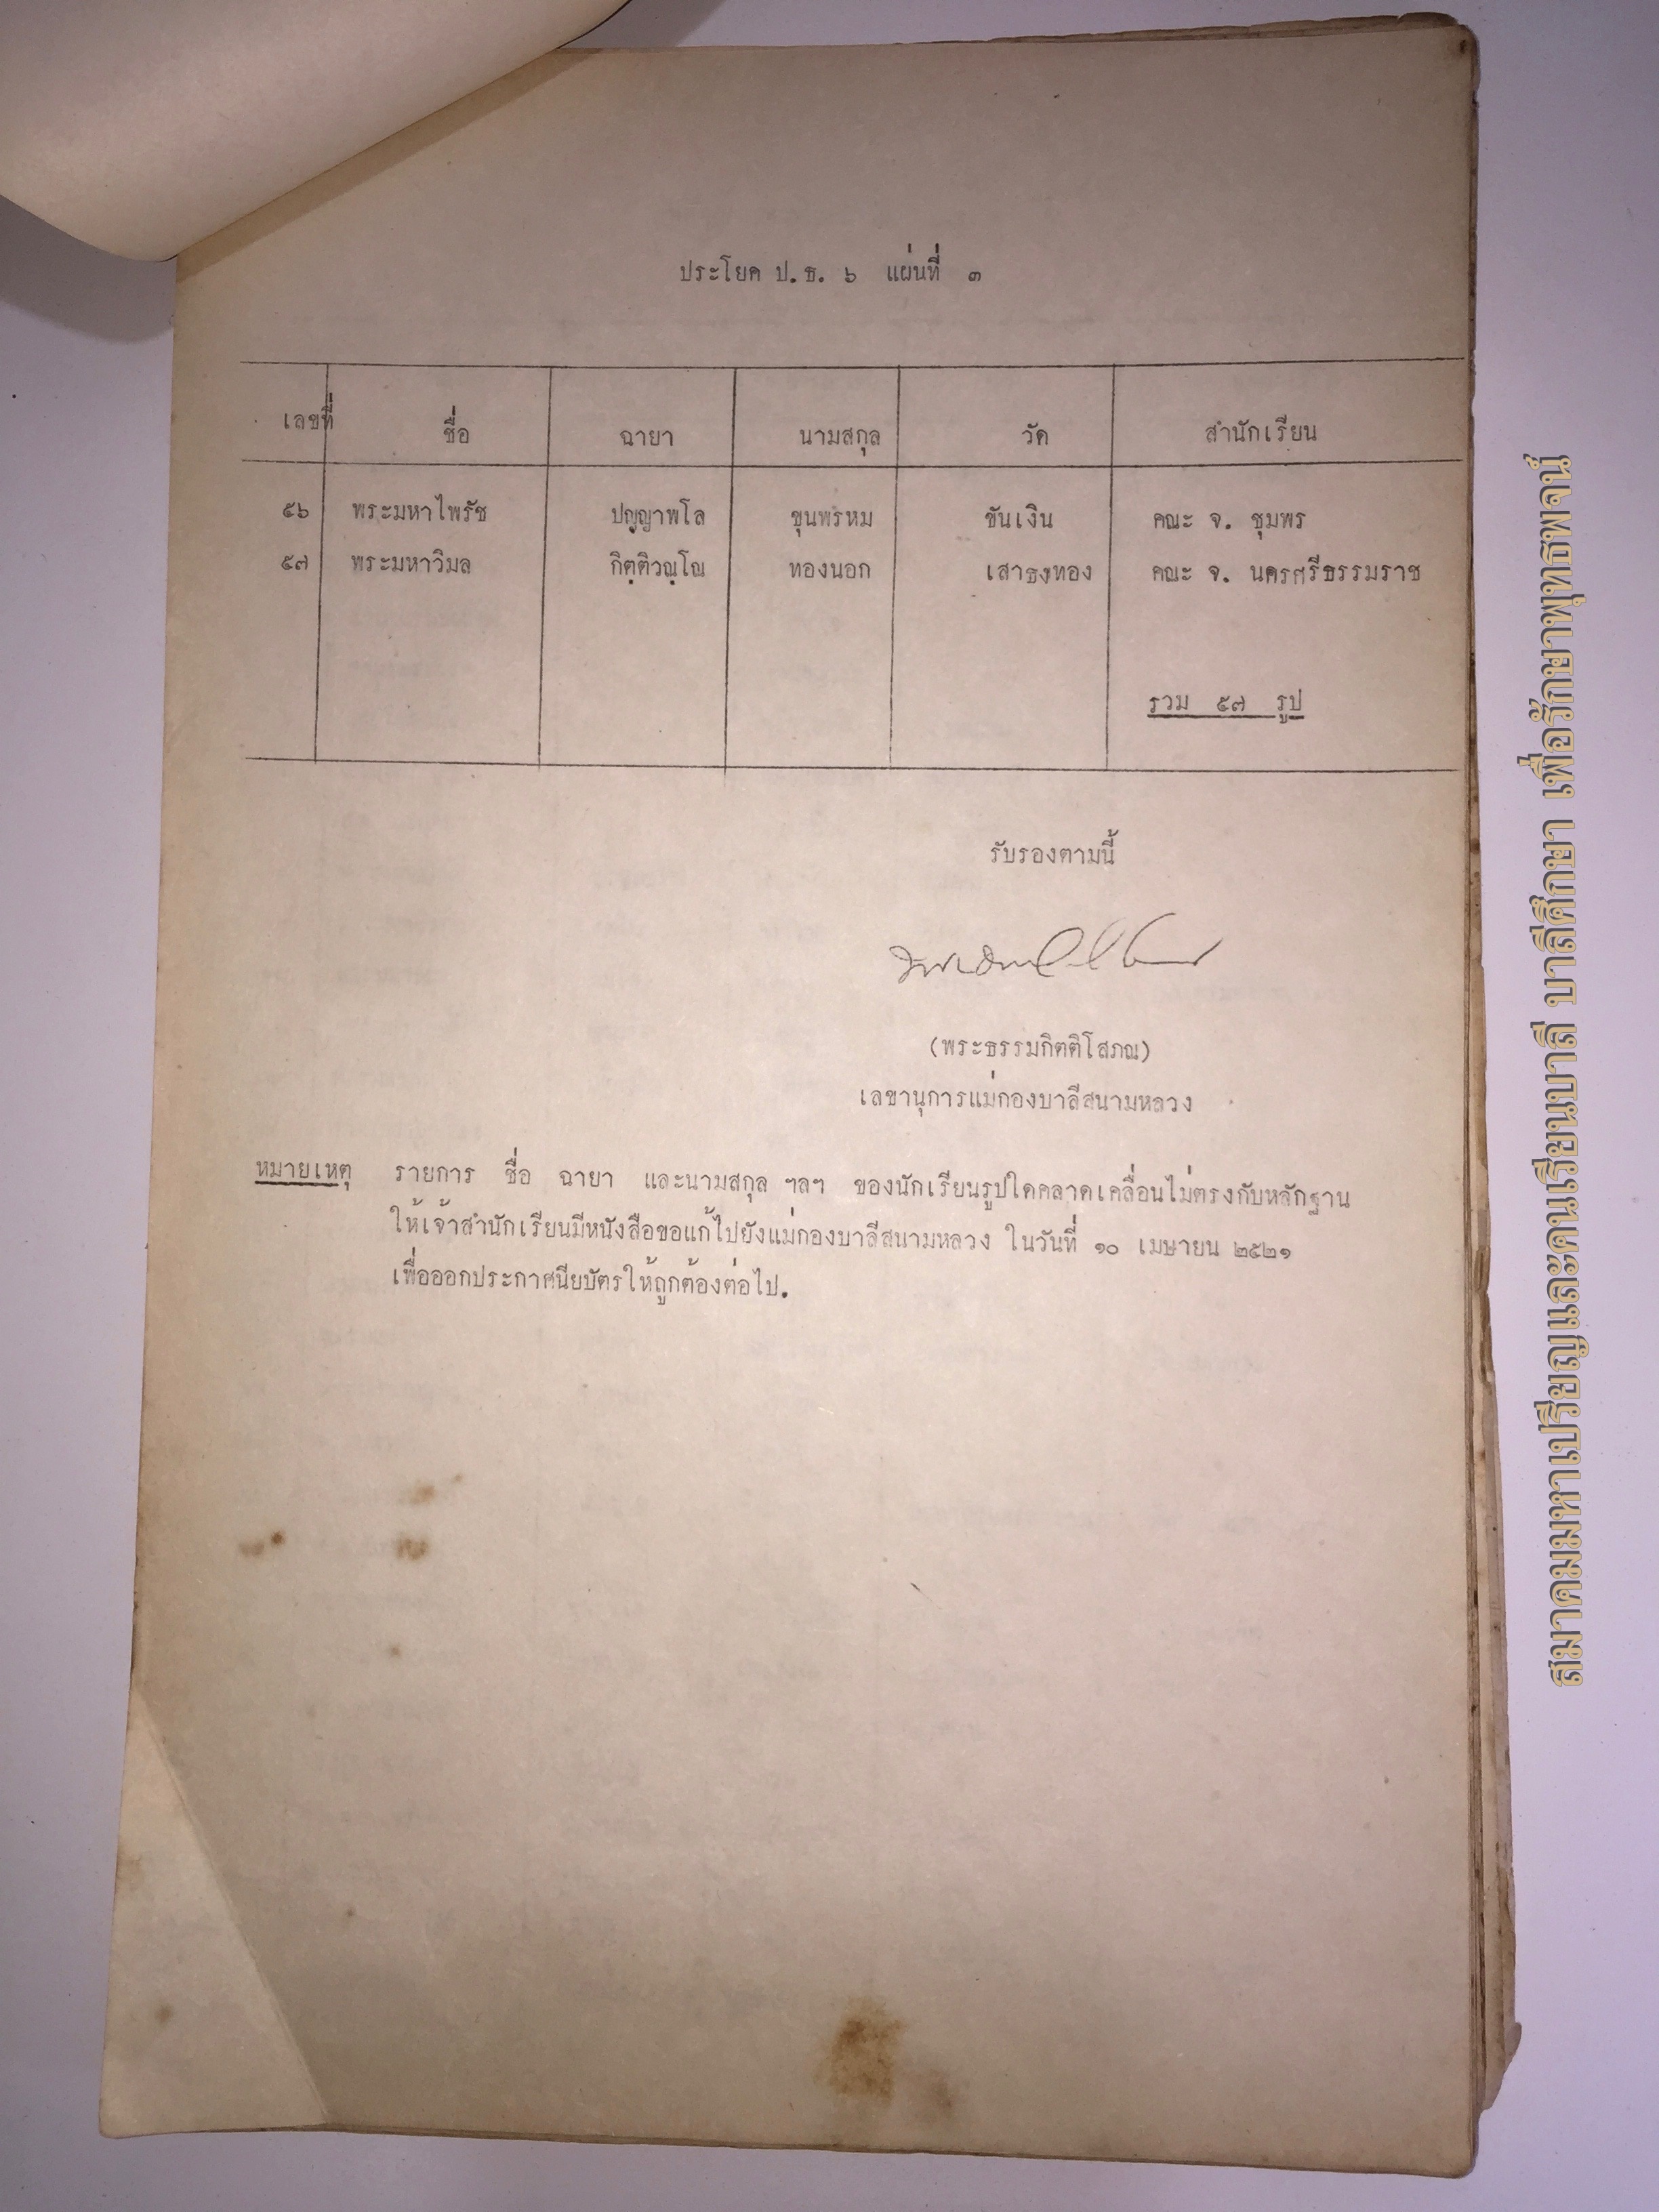 ประโยค ป.ธ. ๖ แผ่นที่ ๓
เลขที่ ชื่อ ฉายา นามสกุล วัด สำนักเรียน
๕๖ พระมหาไพรัช ปญฺญาพโล ขุนพรหม ขันเงิน คณะ จ. ชุมพร
๕๗ พระมหาวิมล กิตฺติวณฺโณ ทองนอก เสาธงทอง คณะ จ. นครศรีธรรมราช
รวม ๕๗ รูป
รับรองตามนี้
(พระธรรมกิตติโสภณ)
เลขานุการแม่กองบาลีสนามหลวง
หมายเหตุ รายการ ชื่อ ฉายา และนามสกุล ฯลฯ ของนักเรียนรูปใดคลาดเคลื่อนไม่ตรงกับหลักฐาน
ให้เจ้าสำนักเรียนมีหนังสือขอแก้ไปยังแม่กองบาลีสนามหลวง ในวันที่ ๑๐ เมษายน ๒๕๒๑
เพื่อออกประกาศนียบัตรให้ถูกต้องต่อไป.
สมาคมมหาเปรียญและคนเรียนบาลี บาลีศึกษา เพื่อรักษาพุทธพจน์